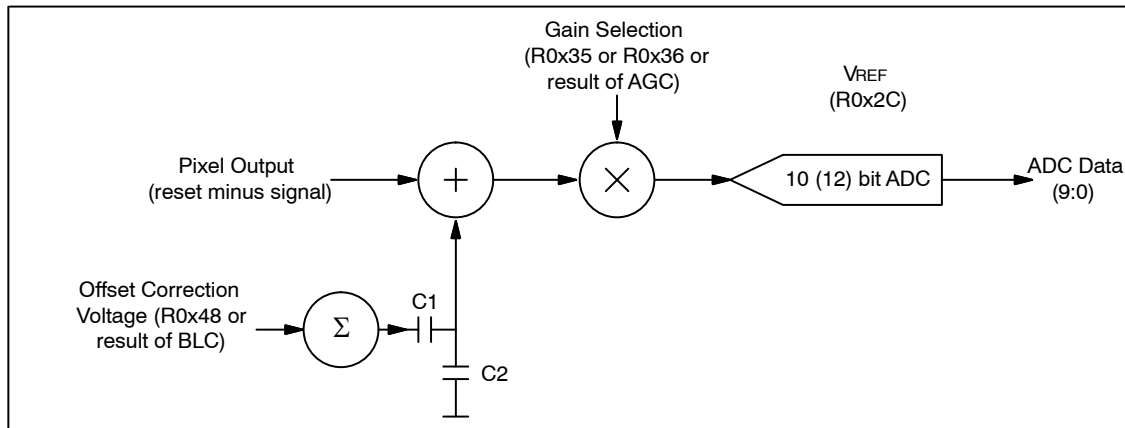 Gain Selection
(R0x35 or R0x36 or
result of AGC)
VREF
(R0x2C)
Pixel Output
(reset minus signal)
+
×
10 (12) bit ADC
ADC Data
(9:0)
Offset Correction
Voltage (R0x48 or
result of BLC)
Σ
C1
C2